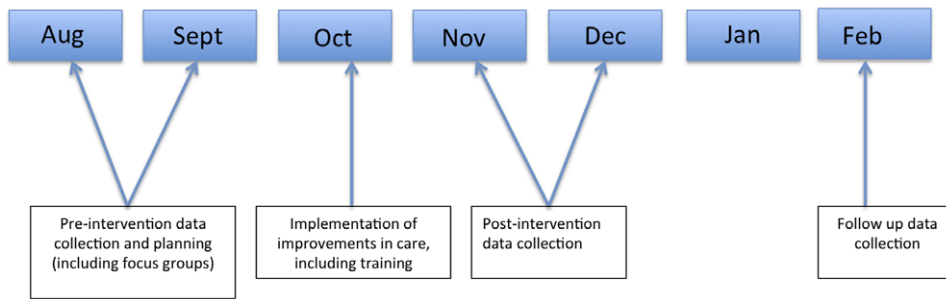 Aug
Sept
Oct
Nov
Dec
Jan
Feb
Pre-intervention data
collection and planning
(including focus groups)
Implementation of
improvements in care,
including training
Post-intervention
data collection
Follow up data
collection